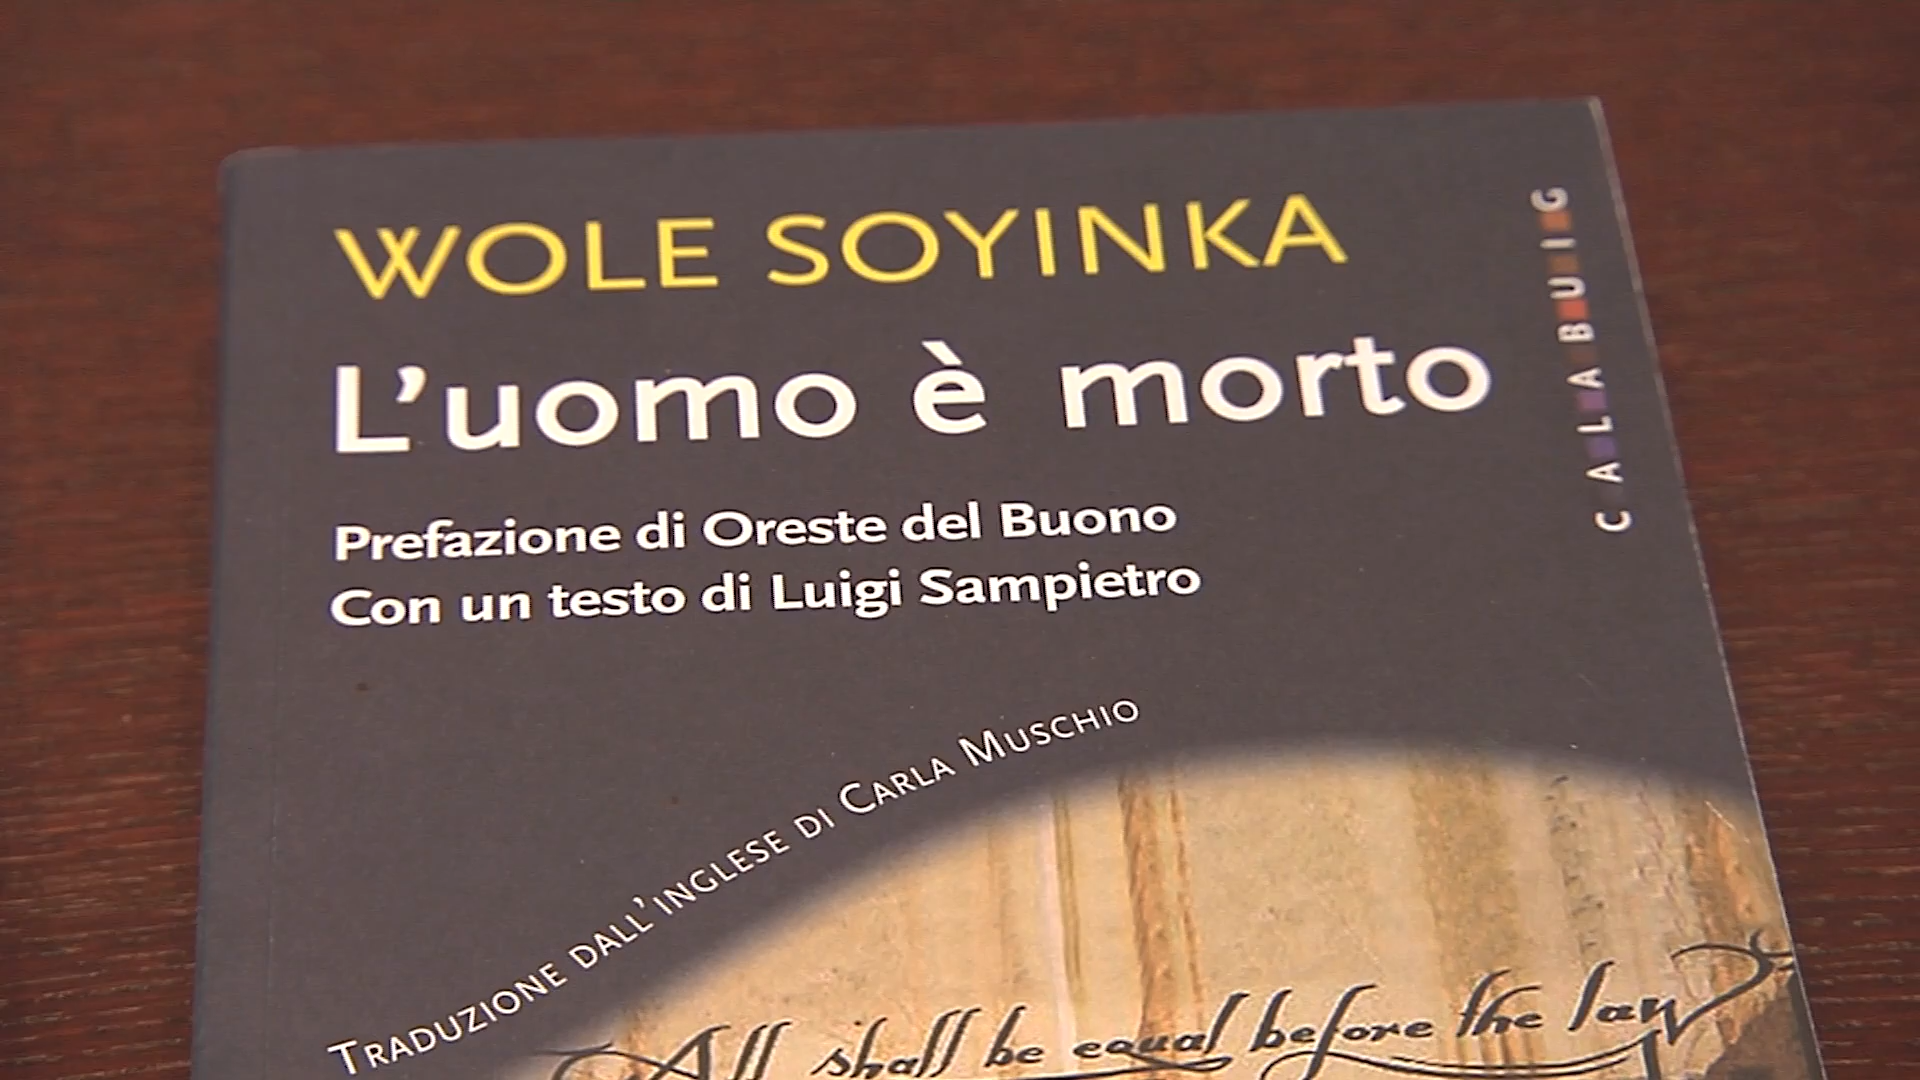 WOLE SOYINKA
L'uomo è morto
Prefazione di Oreste del Buono
Con un testo di Luigi Sampietro
TRADUZIONE DALL'INGLESE DI CARLA MUSCHIO
All shall be equal before the law
CALABUIG